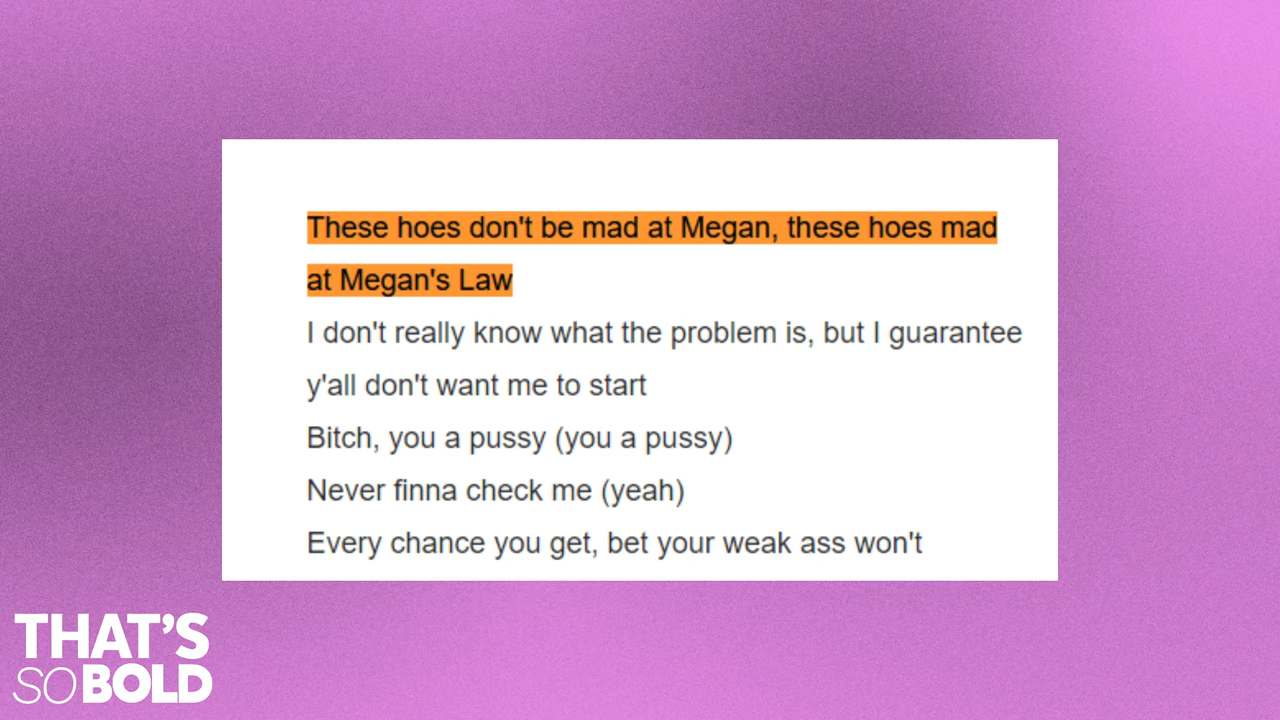 These hoes don't be mad at Megan, these hoes mad
at Megan's Law
I don't really know what the problem is, but I guarantee
y'all don't want me to start
Bitch, you a pussy (you a pussy)
Never finna check me (yeah)
Every chance you get, bet your weak ass won't
THAT'S
SO BOLD